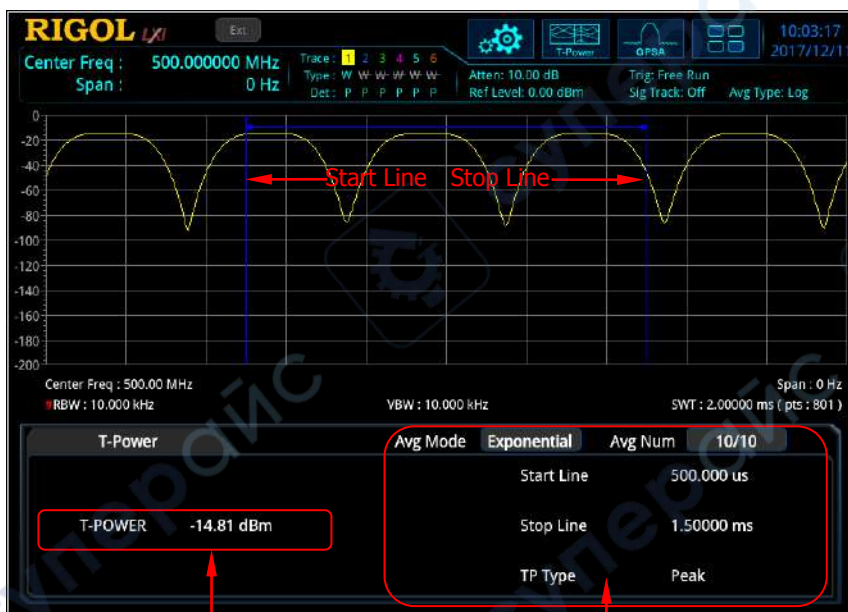 RIGOL LXI Ext
T-Power QPSA 10:03:17
2017/12/1
Center Freq : 500.000000 MHz
Span : 0 Hz
Trace : 1 2 3 4 5 6
Type : W W W W W W
Det : P P P P P P
Atten: 10.00 dB Trig: Free Run
Ref Level: 0.00 dBm Sig Track: Off Avg Type: Log
0
-20
-40
-60
-80
-100
-120
-140
-160
-180
-200
Start Line Stop Line
Center Freq : 500.00 MHz Span : 0 Hz
#RBW : 10.000 kHz VBW : 10.000 kHz SWT : 2.00000 ms ( pts : 801 )
T-Power Avg Mode Exponential Avg Num 10/10
Start Line 500.000 us
T-POWER -14.81 dBm Stop Line 1.50000 ms
TP Type Peak
суперайс